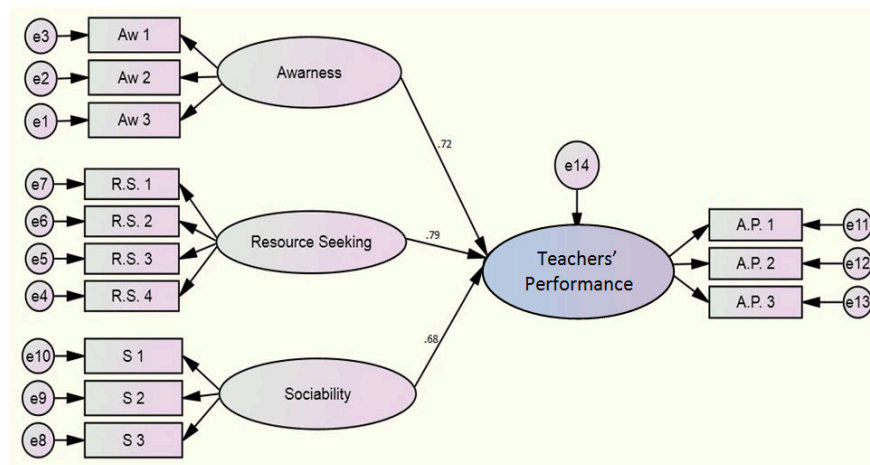 e3
Aw 1
e2
Aw 2
e1
Aw 3
Awarness
.72
e7
R.S. 1
e6
R.S. 2
e5
R.S. 3
e4
R.S. 4
Resource Seeking
.79
e10
S 1
e9
S 2
e8
S 3
Sociability
.68
e14
Teachers’
Performance
A.P. 1
e11
A.P. 2
e12
A.P. 3
e13